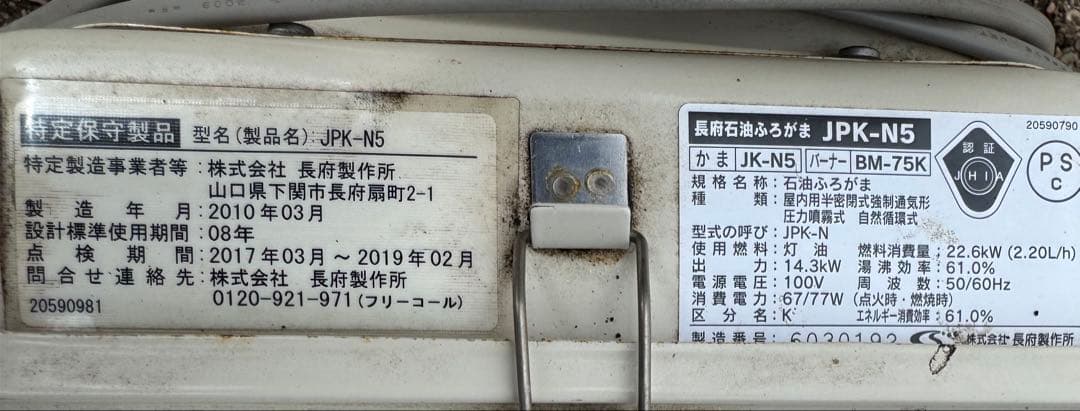 特定保守製品 型名(製品名): JPK-N5
特定製造事業者等:株式会社 長府製作所
山口県下関市長府扇町2-1
製造年月:2010年03月
設計標準使用期間:08年
点検期間:2017年03月～2019年02月
問合せ連絡先:株式会社 長府製作所
0120-921-971(フリーコール)
20590981
長府石油ふろがま JPK-N5
かま JK-N5 バーナー BM-75K
規格名称:石油ふろがま
種類:屋内用半密閉式強制通気形
圧力噴霧式 自然循環式
型式の呼び:JPK-N
使用燃料:灯油 燃料消費量:22.6kW (2.20L/h)
出力:14.3kW 湯沸効率:61.0%
電源電圧:100V 周波数:50/60Hz
消費電力:67/77W (点火時・燃焼時)
区分名:K エネルギー消費効率:61.0%
製造番号:6030192 株式会社 長府製作所
認証
JHIA
20590790
PS
C